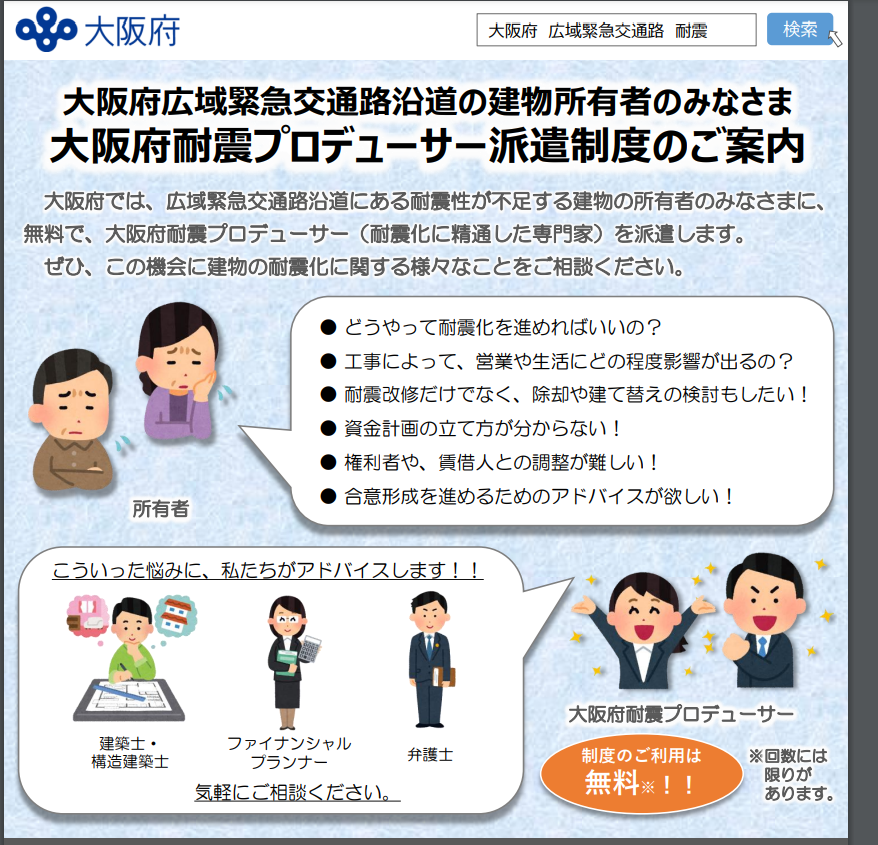 大阪府
大阪府 広域緊急交通路 耐震
検索
大阪府広域緊急交通路沿道の建物所有者のみなさま
大阪府耐震プロデューサー派遣制度のご案内
大阪府では、広域緊急交通路沿道にある耐震性が不足する建物の所有者のみなさまに、
無料で、大阪府耐震プロデューサー（耐震化に精通した専門家）を派遣します。
ぜひ、この機会に建物の耐震化に関する様々なことをご相談ください。
● どうやって耐震化を進めればいいの？
● 工事によって、営業や生活にどの程度影響が出るの？
● 耐震改修だけでなく、除却や建て替えの検討もしたい！
● 資金計画の立て方が分からない！
● 権利者や、賃借人との調整が難しい！
● 合意形成を進めるためのアドバイスが欲しい！
所有者
こういった悩みに、私たちがアドバイスします！！
建築士・
構造建築士
ファイナンシャル
プランナー
弁護士
気軽にご相談ください。
大阪府耐震プロデューサー
制度のご利用は
無料※！！
※回数には
限りが
あります。